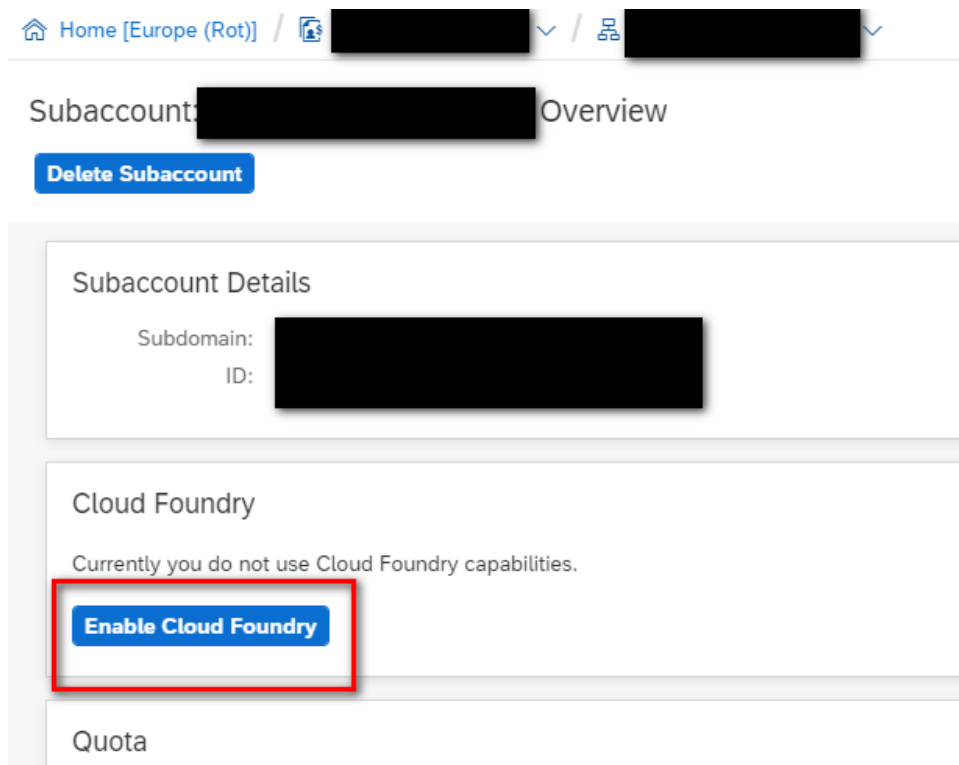 Home [Europe (Rot)] / /
Subaccount: Overview
Delete Subaccount
Subaccount Details
Subdomain:
ID:
Cloud Foundry
Currently you do not use Cloud Foundry capabilities.
Enable Cloud Foundry
Quota